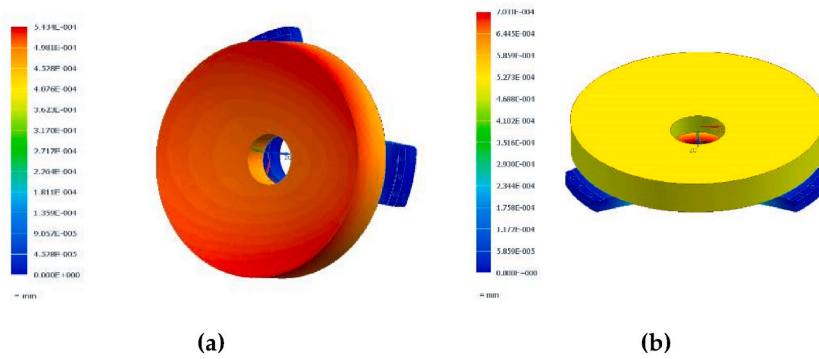 5.434E-004
4.981E-004
4.528E-004
4.076E-004
3.623E-004
3.170E-004
2.717E-004
2.264E-004
1.811E-004
1.359E-004
9.057E-005
4.528E-005
0.000E+000
= mm
(a)
7.031E-004
6.445E-004
5.859E-004
5.273E-004
4.688E-004
4.102E-004
3.516E-004
2.930E-004
2.344E-004
1.758E-004
1.172E-004
5.859E-005
0.000E+000
= mm
(b)